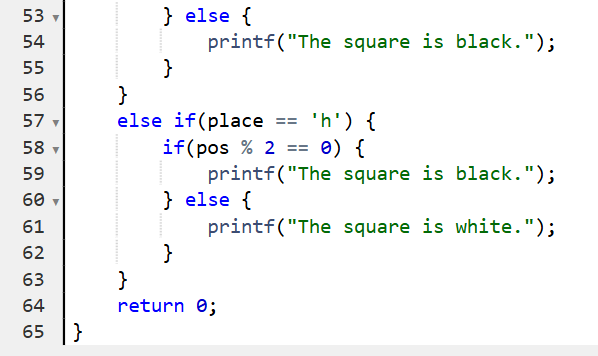 53 } else {
54 printf("The square is black.");
55 }
56 }
57 else if(place == 'h') {
58 if(pos % 2 == 0) {
59 printf("The square is black.");
60 } else {
61 printf("The square is white.");
62 }
63 }
64 return 0;
65 }